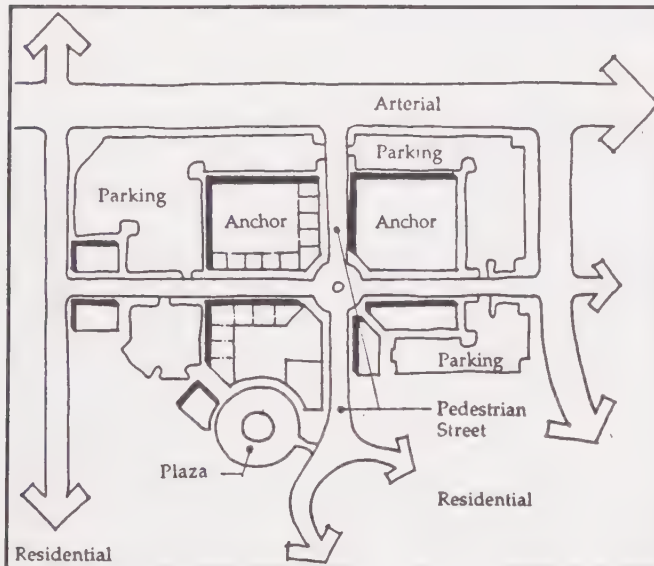 Arterial
Parking
Parking
Anchor
Anchor
Parking
Pedestrian
Street
Plaza
Residential
Residential